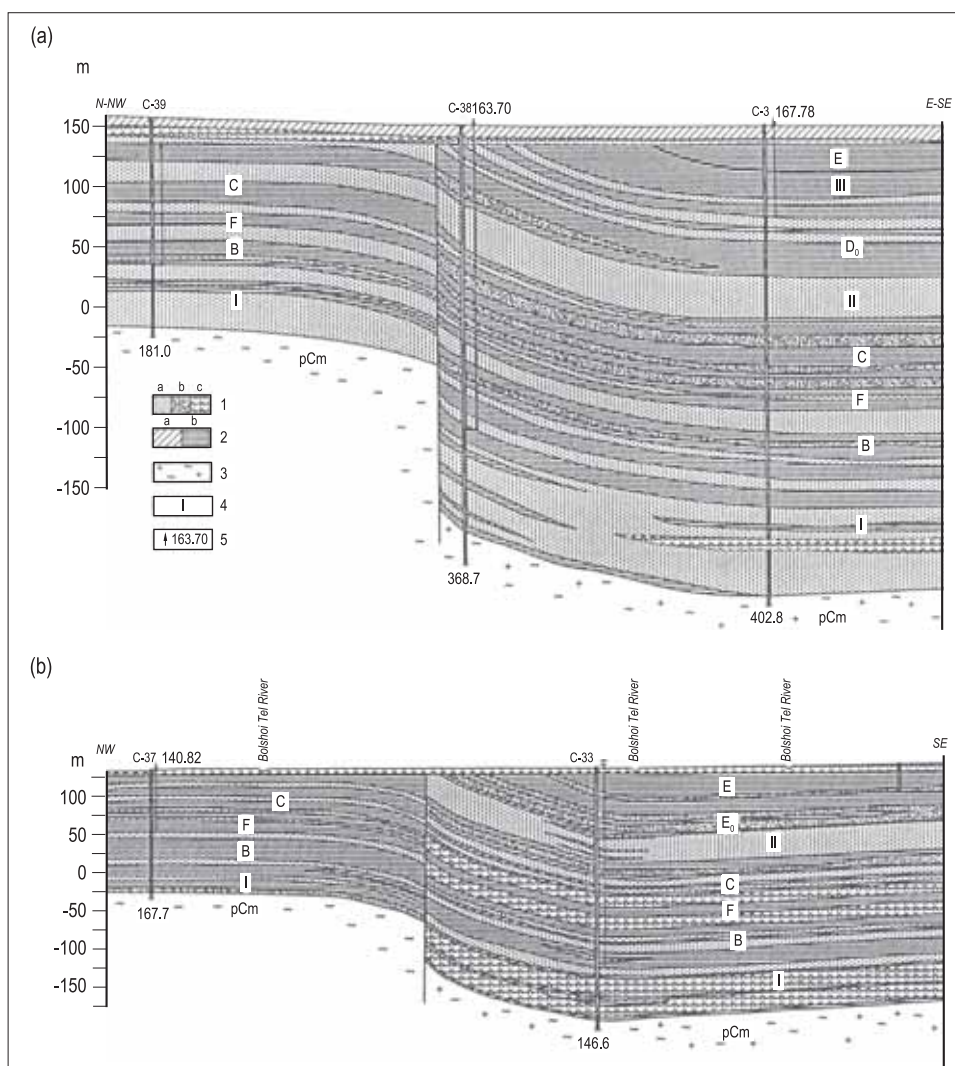 (a)
m
N-NW C-39 C-38 163.70 C-3 167.78 E-SE
150
E
III
100
C
F
50
B
D₀
0
I
II
181.0
pCm
-50
C
a b c
1
F
a b
2
-100
B
3
I 4
-150
I
163.70 5
368.7
402.8 pCm
(b)
Bolshoi Tel River
Bolshoi Tel River
Bolshoi Tel River
NW
m
C-37 140.82 C-33
SE
100
C
E
F
E₀
50
B
II
0
I
C
167.7
pCm
F
-50
B
-100
I
-150
146.6
pCm